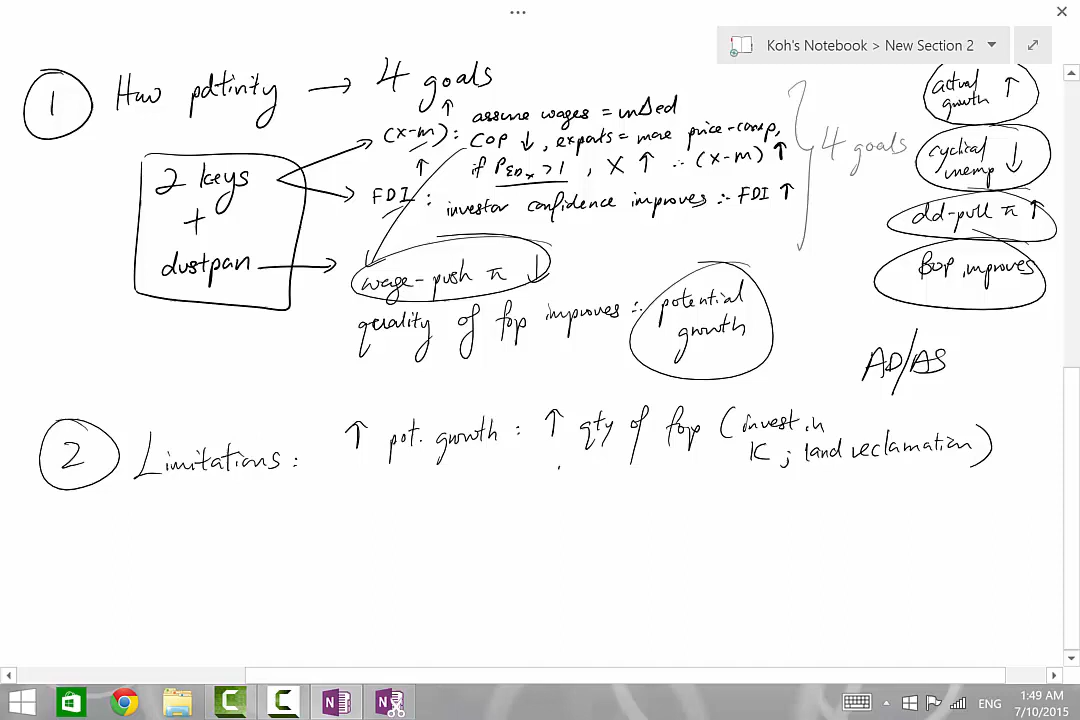 Koh's Notebook > New Section 2
① How pdtivity → 4 goals
2 keys
+
dustpan
↑
(x-m): assume wages = unΔed
COP ↓, exports = more price-comp,
if PEDx > 1, X ↑ ∴ (x-m) ↑
↑
FDI: investor confidence improves ∴ FDI ↑
wage-push π ↓
quality of fop improves ∴ potential
growth
4 goals
actual
growth ↑
cyclical
unemp ↓
dd-pull π ↑
BOP improves
AD/AS
② Limitations: ↑ pot. growth: ↑ qty of fop (invest in
K; land reclamation)
ENG
1:49 AM
7/10/2015